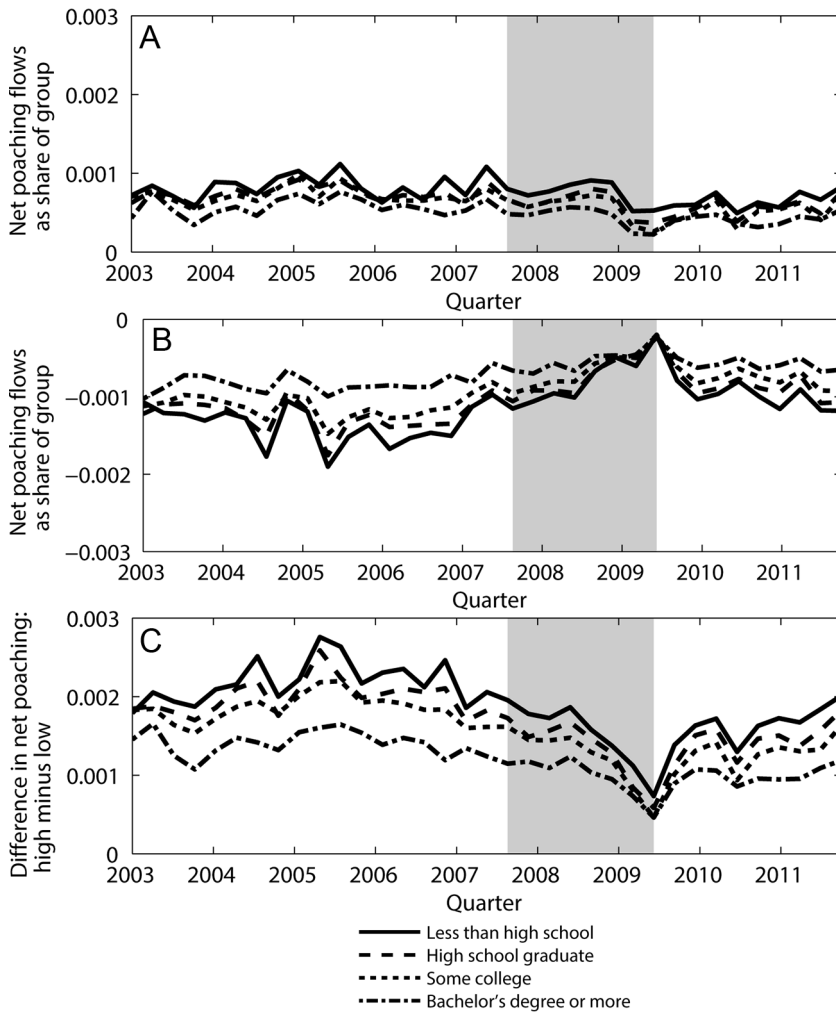 A
Net poaching flows
as share of group
0.003
0.002
0.001
0
2003 2004 2005 2006 2007 2008 2009 2010 2011
Quarter
B
Net poaching flows
as share of group
0
−0.001
−0.002
−0.003
2003 2004 2005 2006 2007 2008 2009 2010 2011
Quarter
C
Difference in net poaching:
high minus low
0.003
0.002
0.001
0
2003 2004 2005 2006 2007 2008 2009 2010 2011
Quarter
Less than high school
High school graduate
Some college
Bachelor's degree or more